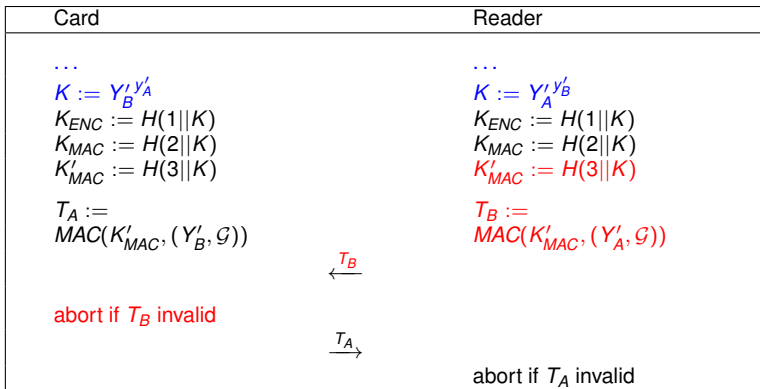 Card Reader
. . . . . .
K := Y′_B^{y′_A} K := Y′_A^{y′_B}
K_ENC := H(1||K) K_ENC := H(1||K)
K_MAC := H(2||K) K_MAC := H(2||K)
K′_MAC := H(3||K) K′_MAC := H(3||K)
T_A := T_B :=
MAC(K′_MAC, (Y′_B, 𝒢)) MAC(K′_MAC, (Y′_A, 𝒢))
T_B
←
abort if T_B invalid
T_A
→
abort if T_A invalid